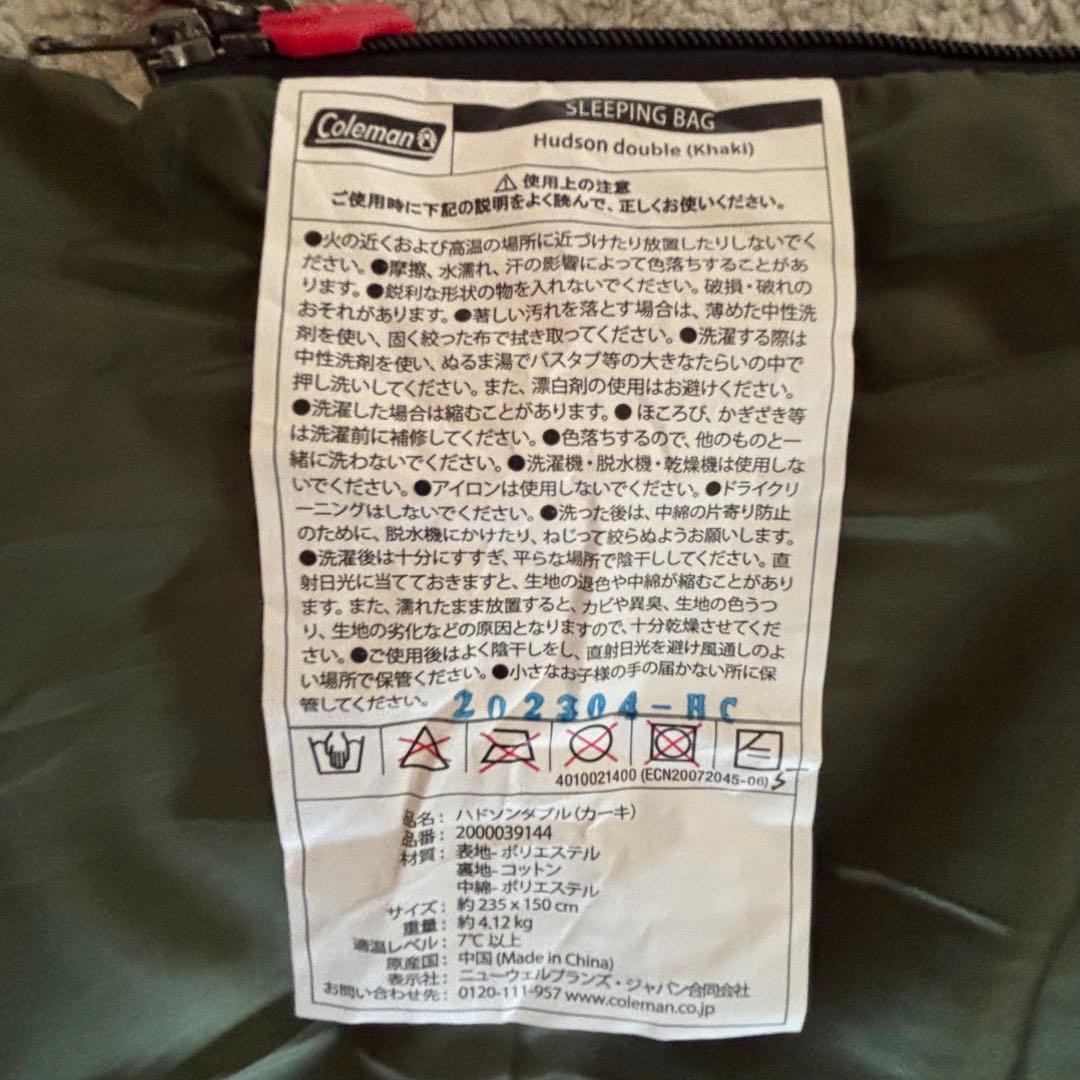 Coleman
SLEEPING BAG
Hudson double (Khaki)
⚠ 使用上の注意
ご使用時に下記の説明をよく読んで、正しくお使いください。
●火の近くおよび高温の場所に近づけたり放置したりしないでく
ださい。●摩擦、水濡れ、汗の影響によって色落ちすることがあ
ります。●鋭利な形状の物を入れないでください。破損・破れの
おそれがあります。●著しい汚れを落とす場合は、薄めた中性洗
剤を使い、固く絞った布で拭き取ってください。●洗濯する際は
中性洗剤を使い、ぬるま湯でバスタブ等の大きなたらいの中で
押し洗いしてください。また、漂白剤の使用はお避けください。
●洗濯した場合は縮むことがあります。●ほころび、かぎざき等
は洗濯前に補修してください。●色落ちするので、他のものと一
緒に洗わないでください。●洗濯機・脱水機・乾燥機は使用しな
いでください。●アイロンは使用しないでください。●ドライクリ
ーニングはしないでください。●洗った後は、中綿の片寄り防止
のために、脱水機にかけたり、ねじって絞らぬようお願いします。
●洗濯後は十分にすすぎ、平らな場所で陰干ししてください。直
射日光に当てておきますと、生地の退色や中綿が縮むことがあり
ます。また、濡れたまま放置すると、カビや異臭、生地の色うつ
り、生地の劣化などの原因となりますので、十分乾燥させてくだ
さい。●ご使用後はよく陰干しをし、直射日光を避け風通しのよ
い場所で保管ください。●小さなお子様の手の届かない所に保
管してください。
202304-HC
4010021400 (ECN20072045-06) S
品名: ハドソンダブル(カーキ)
品番: 2000039144
材質: 表地- ポリエステル
裏地- コットン
中綿- ポリエステル
サイズ: 約 235 x 150 cm
重量: 約 4.12 kg
適温レベル: 7℃ 以上
原産国: 中国 (Made in China)
表示社: ニューウェルブランズ・ジャパン合同会社
お問い合わせ先: 0120-111-957 www.coleman.co.jp